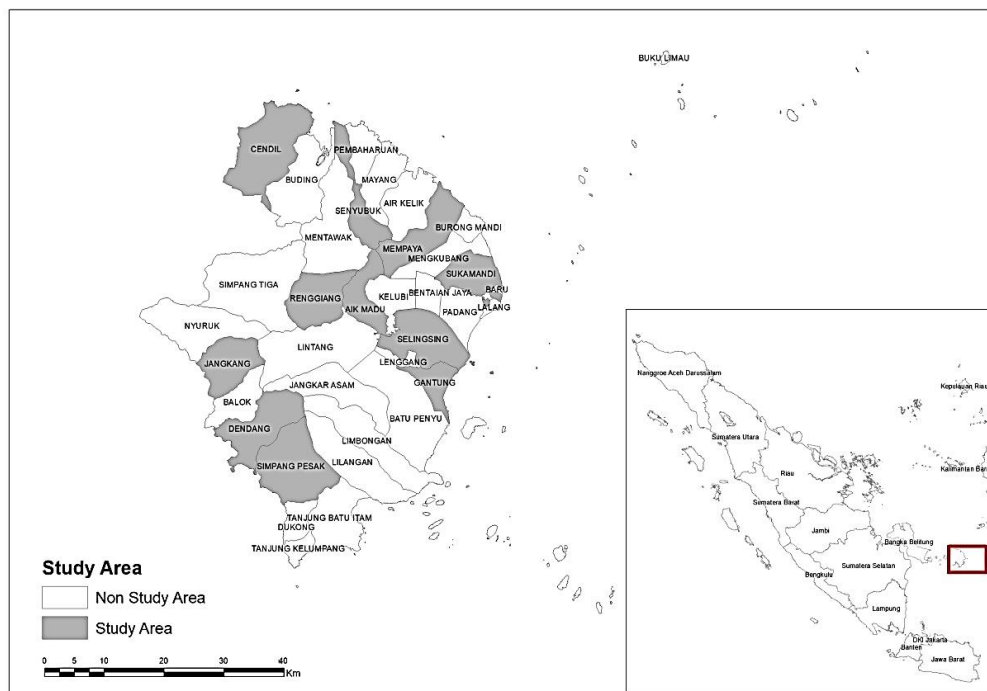 BUKU LIMAU
CENDIL
PEMBAHARUAN
BUDING
MAYANG
AIR KELIK
SENYUBUK
BURONG MANDI
MENTAWAK
MEMPAYA
MENGKUBANG
SUKAMANDI
SIMPANG TIGA
RENGGIANG
KELUBI
BENTAIAN JAYA
BARU
AIK MADU
PADANG
LALANG
NYURUK
LINTANG
SELINGSING
JANGKANG
LENGGANG
GANTUNG
JANGKAR ASAM
BALOK
BATU PENYU
DENDANG
LIMBONGAN
SIMPANG PESAK
LILANGAN
TANJUNG BATU ITAM
DUKONG
TANJUNG KELUMPANG
Study Area
Non Study Area
Study Area
0 5 10 20 30 40
Km
Nanggroe Aceh Darussalam
Kepulauan Riau
Sumatera Utara
Riau
Kalimantan Bara
Sumatera Barat
Jambi
Bangka Belitung
Sumatera Selatan
Bengkulu
Lampung
DKI Jakarta
Banten
Jawa Barat